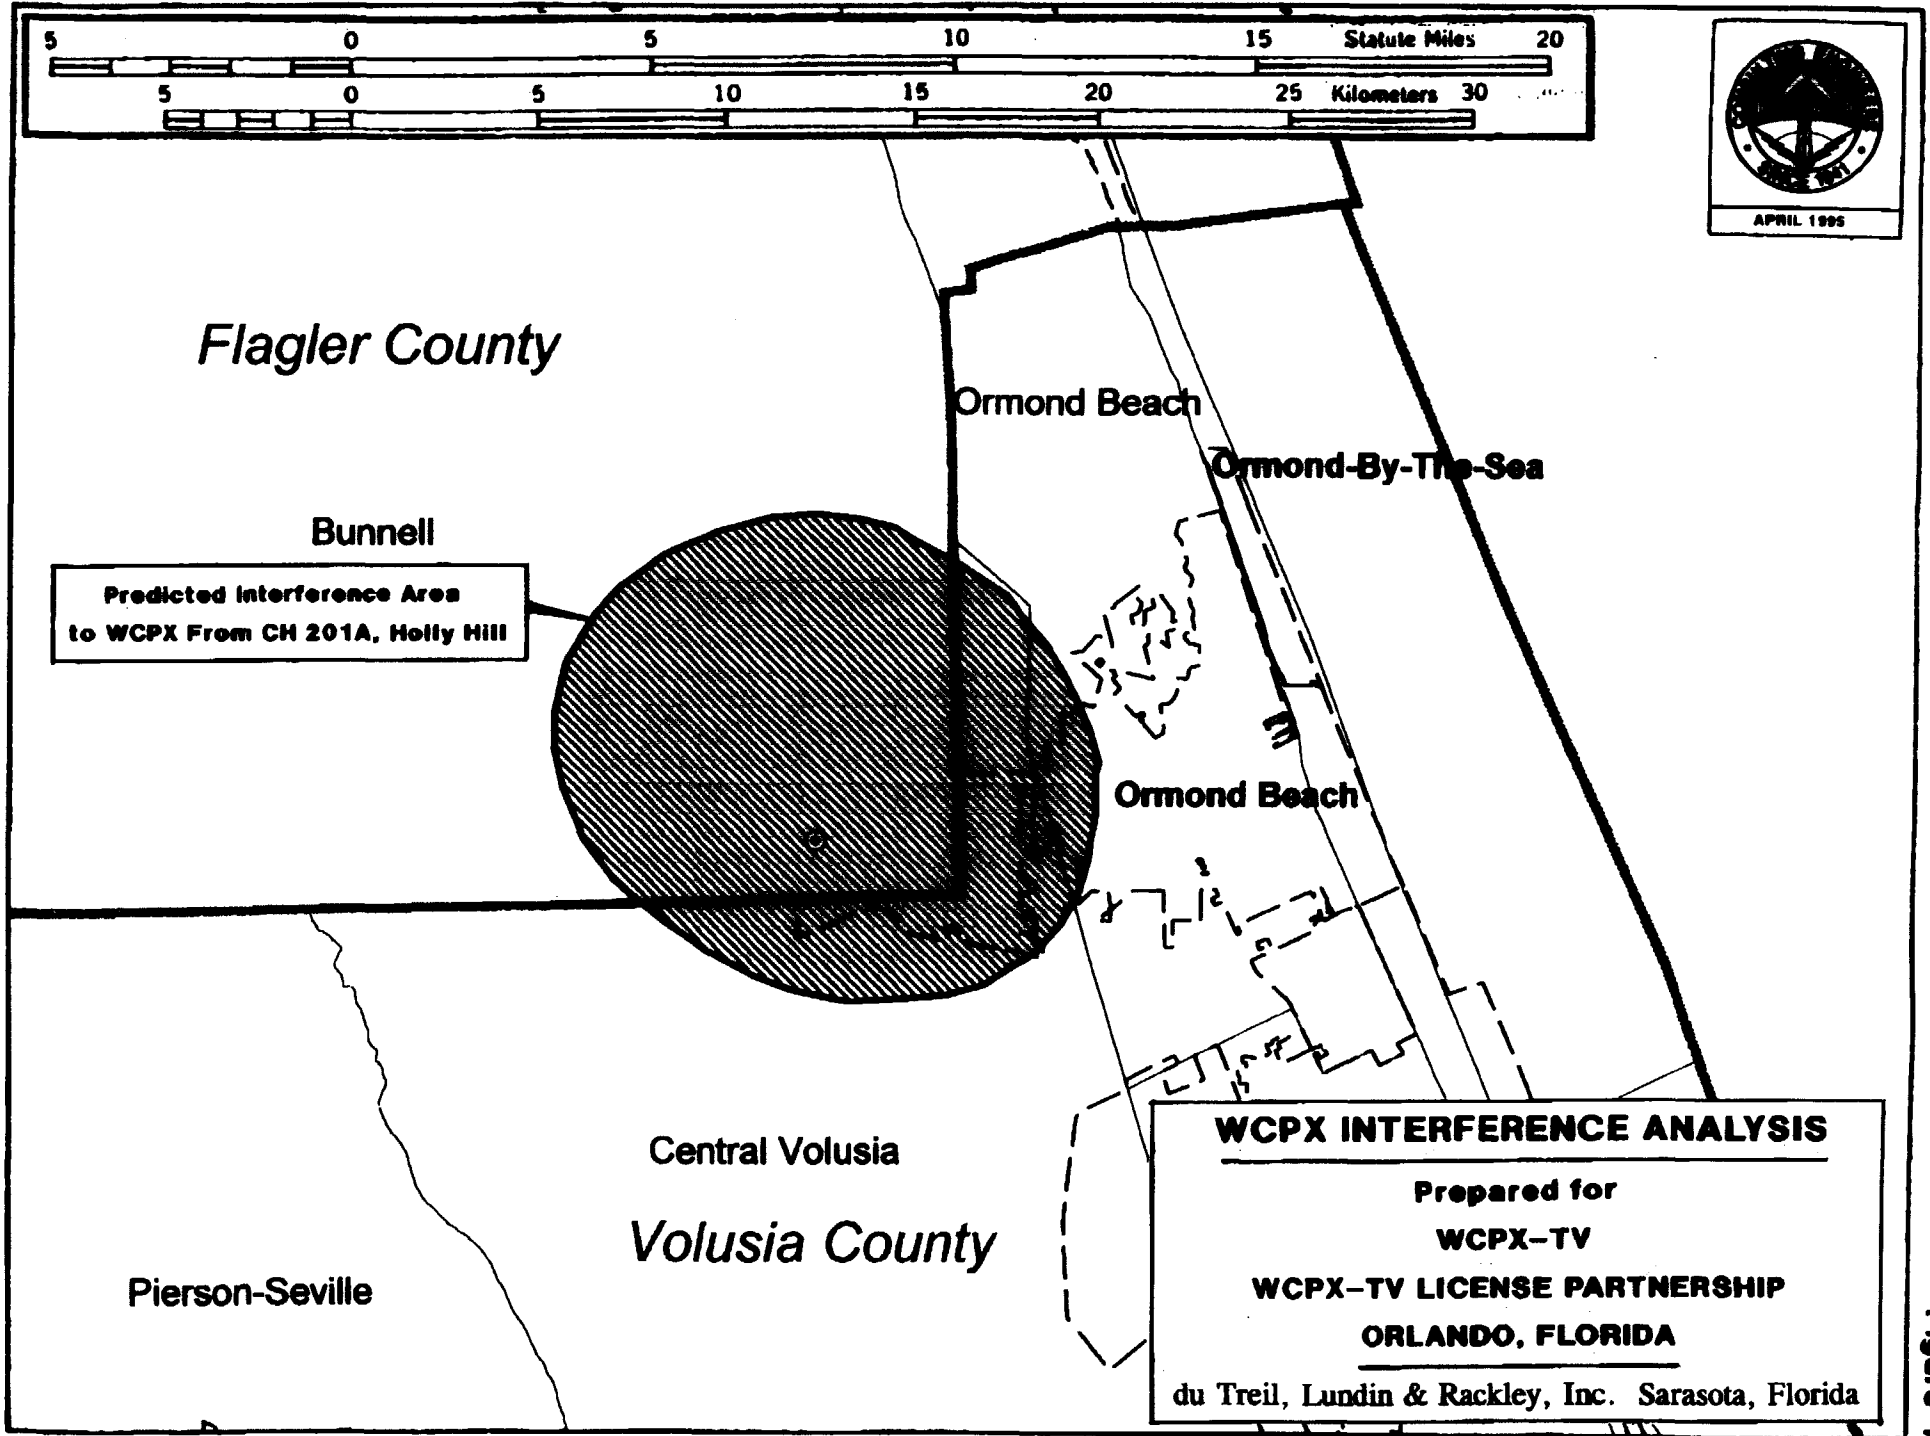 5 0 5 10 15 Statute Miles 20
5 0 5 10 15 20 25 Kilometers 30
SINCE 1941
APRIL 1995
Flagler County
Ormond Beach
Ormond-By-The-Sea
Bunnell
Predicted Interference Area
to WCPX From CH 201A, Holly Hill
Ormond Beach
Central Volusia
Volusia County
Pierson-Seville
WCPX INTERFERENCE ANALYSIS
Prepared for
WCPX-TV
WCPX-TV LICENSE PARTNERSHIP
ORLANDO, FLORIDA
du Treil, Lundin & Rackley, Inc. Sarasota, Florida